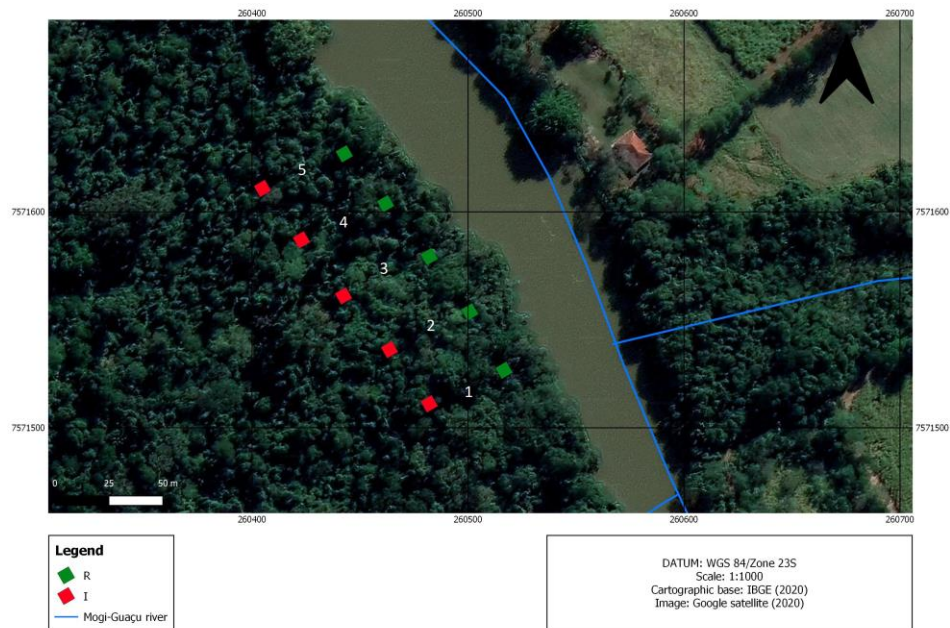 260400 260500 260600 260700
5
7571600 7571600
4
3
2
1
7571500 7571500
0 25 50 m
260400 260500 260600 260700
Legend
R
I
Mogi-Guaçu river
DATUM: WGS 84/Zone 23S
Scale: 1:1000
Cartographic base: IBGE (2020)
Image: Google satellite (2020)